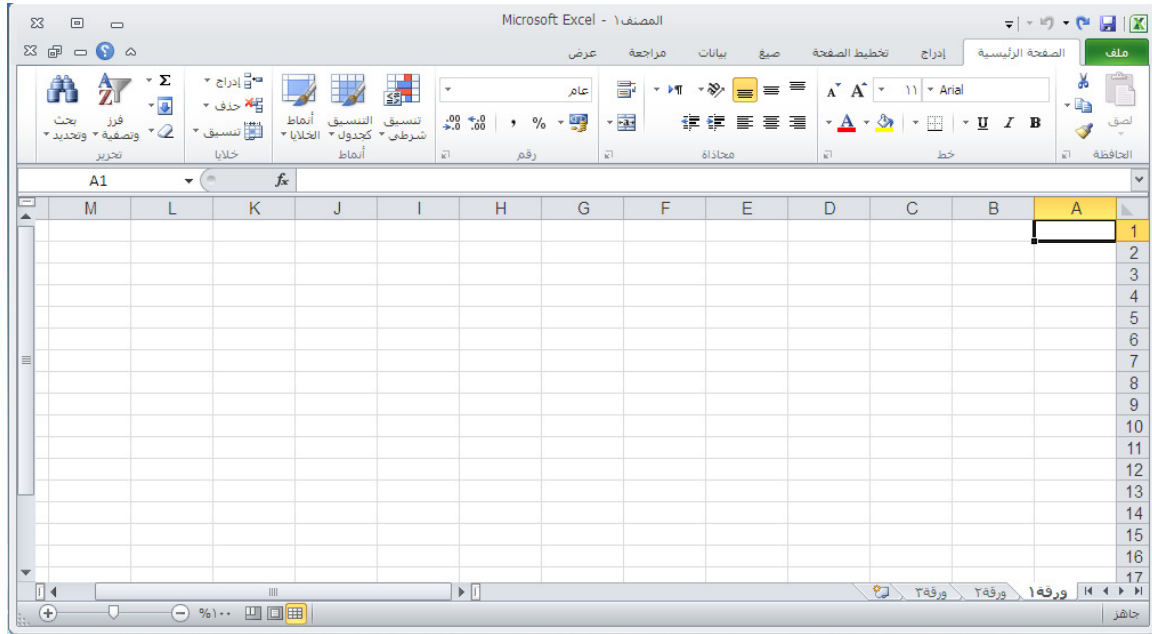 المصنف١ - Microsoft Excel
ملف الصفحة الرئيسية إدراج تخطيط الصفحة صيغ بيانات مراجعة عرض
لصق
Arial ١١
B I U A
عام
% , .00 .0
تنسيق شرطي
التنسيق كجدول
أنماط الخلايا
إدراج
حذف
تنسيق
Σ
فرز وتصفية
بحث وتحديد
الحافظة خط محاذاة رقم أنماط خلايا تحرير
A1 fx
A B C D E F G H I J K L M
1
2
3
4
5
6
7
8
9
10
11
12
13
14
15
16
17
ورقة١ ورقة٢ ورقة٣
جاهز %١٠٠